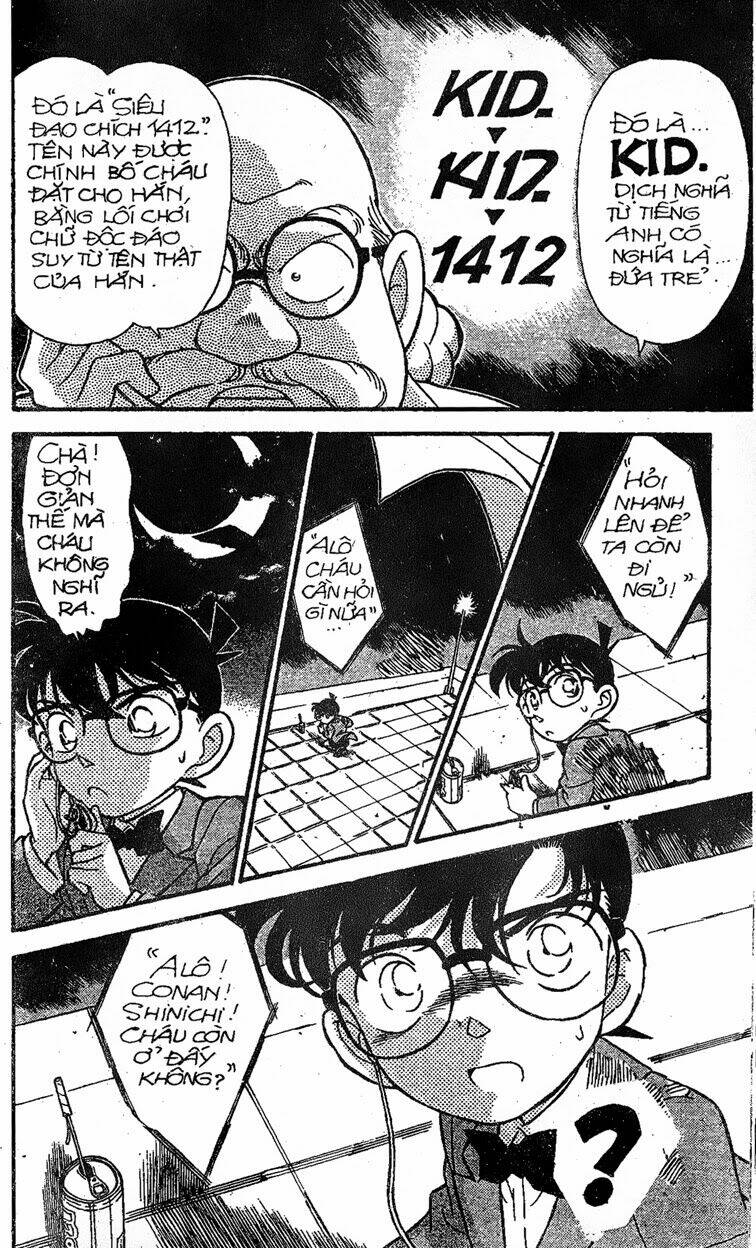 ĐÓ LÀ...
KID.
DỊCH NGHĨA
TỪ TIẾNG
ANH, CÓ
NGHĨA LÀ...
ĐỨA TRẺ.
KID.
1412.
1412
ĐÓ LÀ "SIÊU
ĐẠO CHÍCH 1412".
TÊN NÀY ĐƯỢC
CHÍNH BỐ CHÁU
ĐẶT CHO HẮN,
BẰNG LỐI CHƠI
CHỮ ĐỘC ĐÁO
SUY TỪ TÊN THẬT
CỦA HẮN.
"HỎI
NHANH
LÊN ĐỂ
TA CÒN
ĐI
NGỦ!"
"ALÔ
CHÁU
CẦN HỎI
GÌ NỮA"
...
CHÀ!
ĐƠN
GIẢN
THẾ MÀ
CHÁU
KHÔNG
NGHĨ
RA.
"ALÔ!
CONAN!
SHINICHI!
CHÁU CÒN
Ở ĐẤY
KHÔNG?"
?